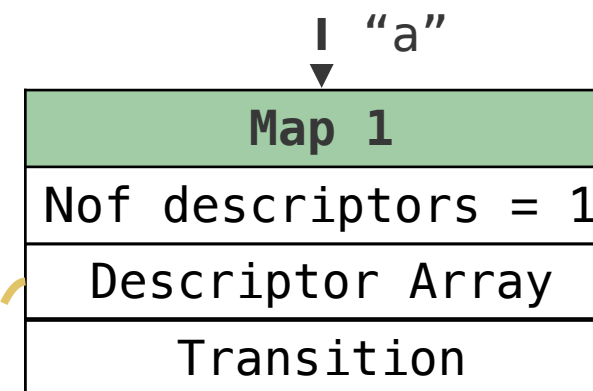 “a”
Map 1
Nof descriptors = 1
Descriptor Array
Transition